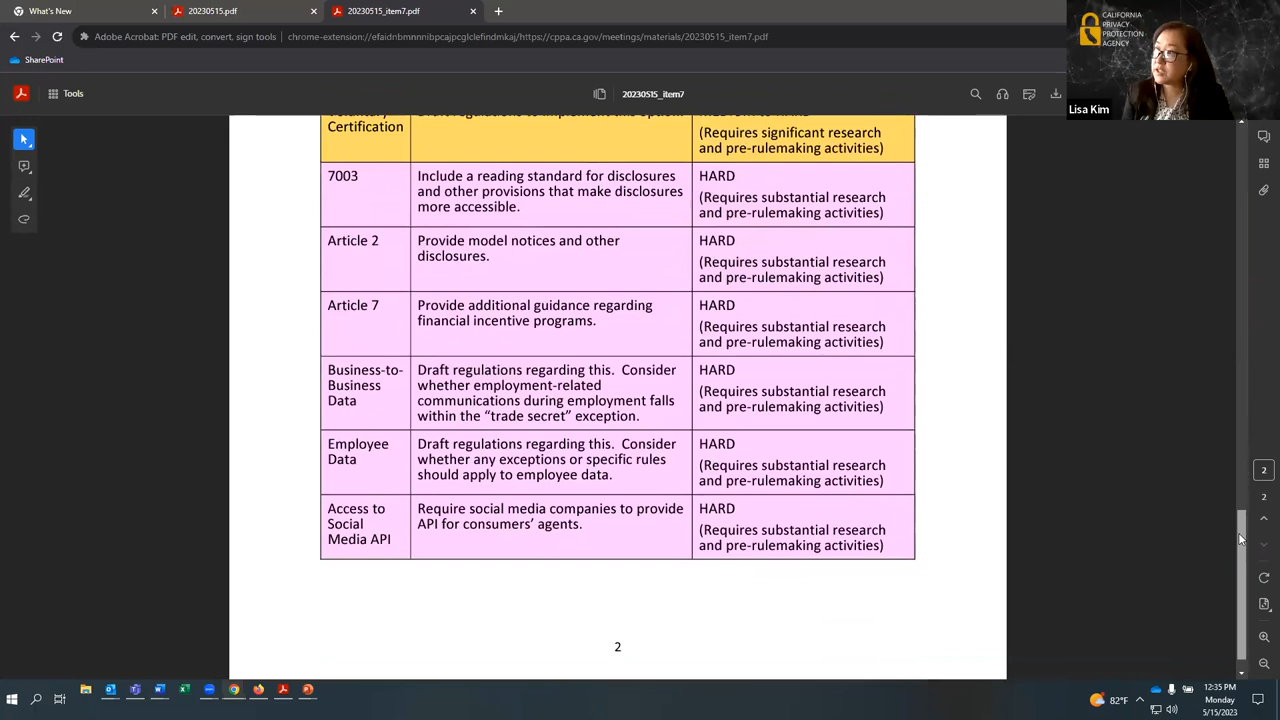 What's New
20230515.pdf
20230515_item7.pdf
Adobe Acrobat: PDF edit, convert, sign tools
chrome-extension://efaidnbmnnnibpcajpcglclefindmkaj/https://cppa.ca.gov/meetings/materials/20230515_item7.pdf
SharePoint
CALIFORNIA
PRIVACY
PROTECTION
AGENCY
Lisa Kim
Tools
20230515_item7
Certification
(Requires significant research
and pre-rulemaking activities)
7003
Include a reading standard for disclosures
and other provisions that make disclosures
more accessible.
HARD
(Requires substantial research
and pre-rulemaking activities)
Article 2
Provide model notices and other
disclosures.
HARD
(Requires substantial research
and pre-rulemaking activities)
Article 7
Provide additional guidance regarding
financial incentive programs.
HARD
(Requires substantial research
and pre-rulemaking activities)
Business-to-
Business
Data
Draft regulations regarding this. Consider
whether employment-related
communications during employment falls
within the “trade secret” exception.
HARD
(Requires substantial research
and pre-rulemaking activities)
Employee
Data
Draft regulations regarding this. Consider
whether any exceptions or specific rules
should apply to employee data.
HARD
(Requires substantial research
and pre-rulemaking activities)
Access to
Social
Media API
Require social media companies to provide
API for consumers’ agents.
HARD
(Requires substantial research
and pre-rulemaking activities)
2
2
2
82°F
12:35 PM
Monday
5/15/2023